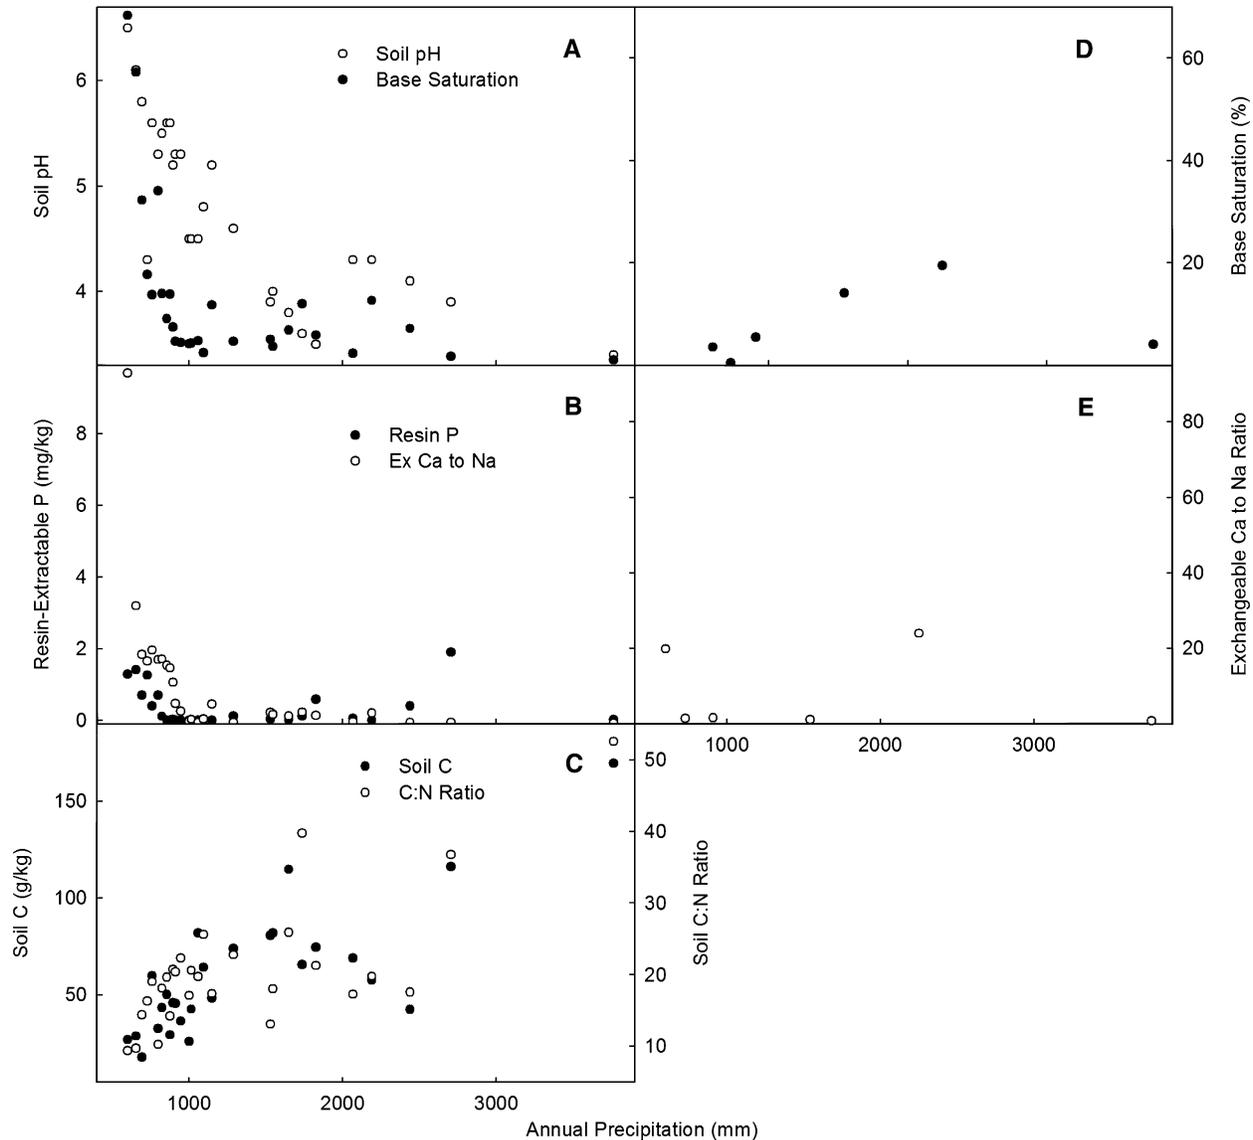 A
Soil pH
Base Saturation
6
5
4
Soil pH
D
60
40
20
Base Saturation (%)
B
Resin P
Ex Ca to Na
8
6
4
2
0
Resin-Extractable P (mg/kg)
E
80
60
40
20
Exchangeable Ca to Na Ratio
1000 2000 3000
C
Soil C
C:N Ratio
150
100
50
Soil C (g/kg)
50
40
30
20
10
Soil C:N Ratio
1000 2000 3000
Annual Precipitation (mm)